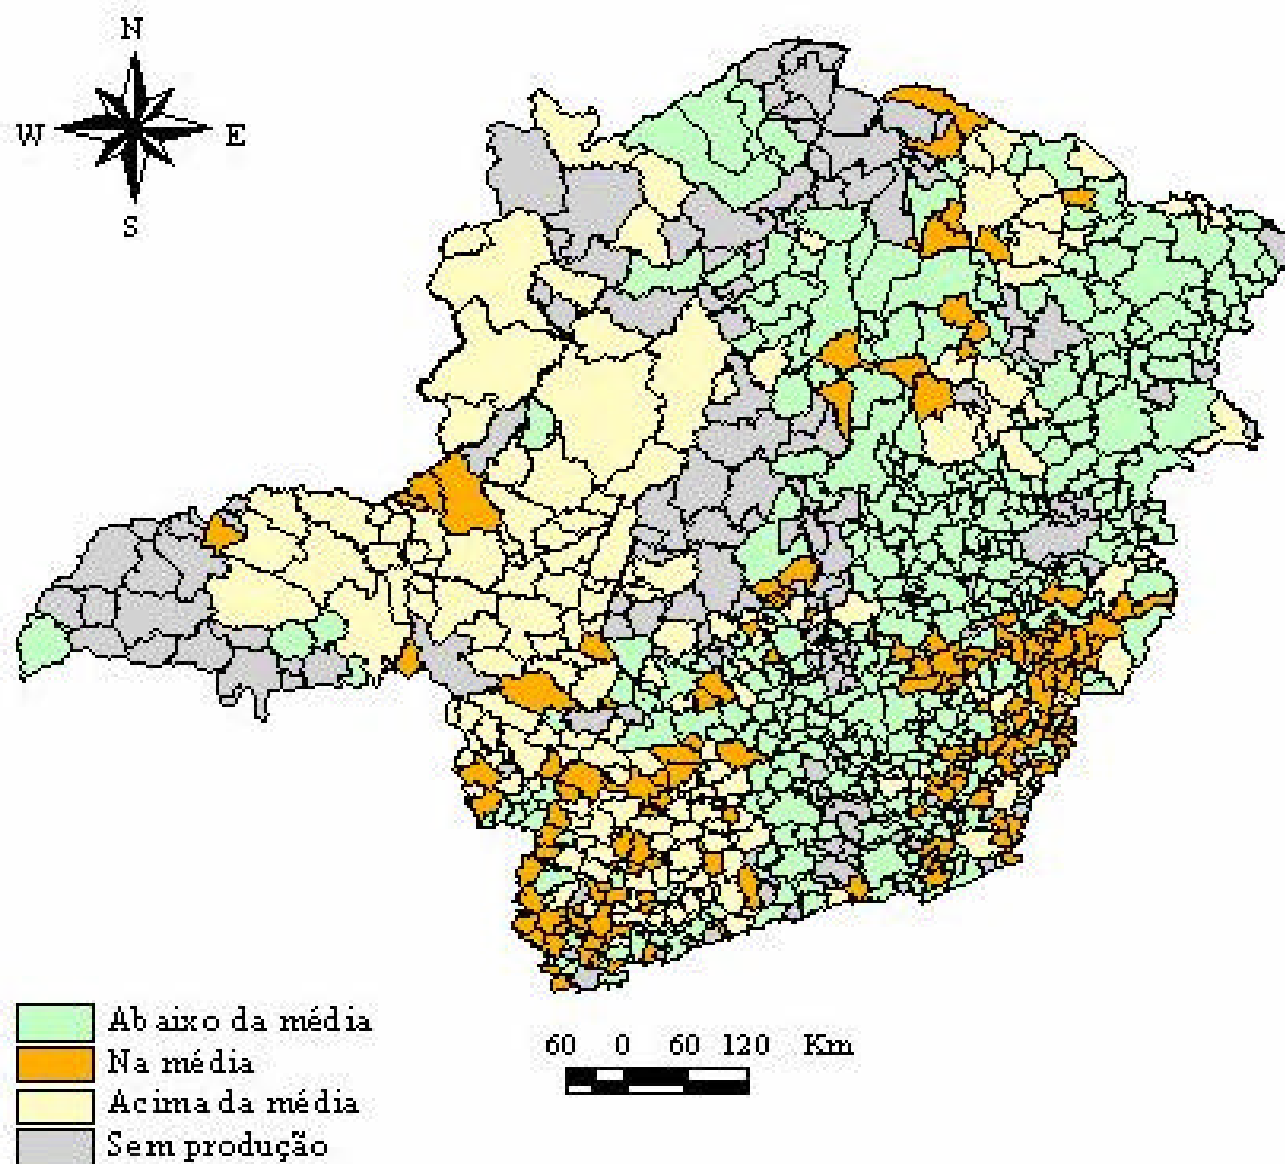 N
W E
S
Abaixo da média
Na média
Acima da média
Sem produção
60 0 60 120 Km